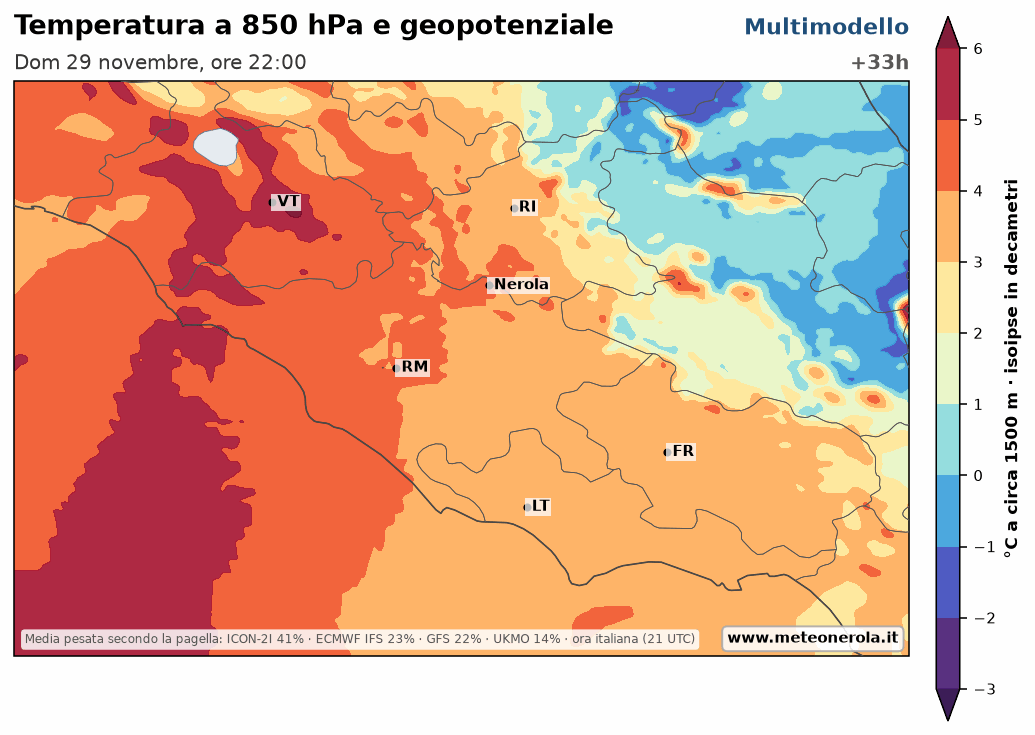 Temperatura a 850 hPa e geopotenziale
Multimodello
Dom 29 novembre, ore 22:00
+33h
VT
RI
Nerola
RM
FR
LT
Media pesata secondo la pagella: ICON-2I 41% · ECMWF IFS 23% · GFS 22% · UKMO 14% · ora italiana (21 UTC)
www.meteonerola.it
6
5
4
3
2
1
0
−1
−2
−3
°C a circa 1500 m · isoipse in decametri